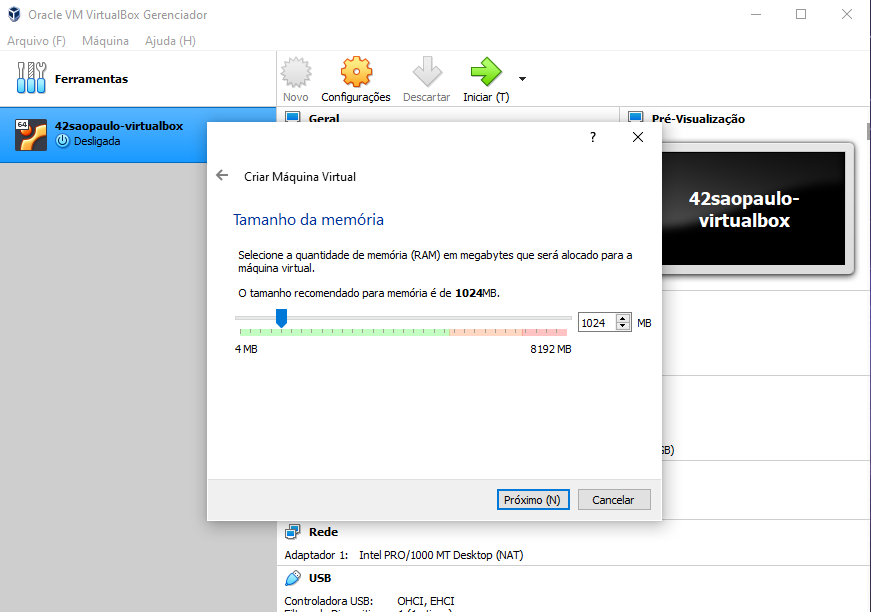 Oracle VM VirtualBox Gerenciador
Arquivo (F) Máquina Ajuda (H)
Ferramentas
Novo Configurações Descartar Iniciar (T)
64
42saopaulo-virtualbox
Desligada
Geral
Pré-Visualização
42saopaulo-
virtualbox
?
Criar Máquina Virtual
Tamanho da memória
Selecione a quantidade de memória (RAM) em megabytes que será alocado para a
máquina virtual.
O tamanho recomendado para memória é de 1024MB.
1024 MB
4 MB 8192 MB
Próximo (N) Cancelar
Rede
Adaptador 1: Intel PRO/1000 MT Desktop (NAT)
USB
Controladora USB: OHCI, EHCI